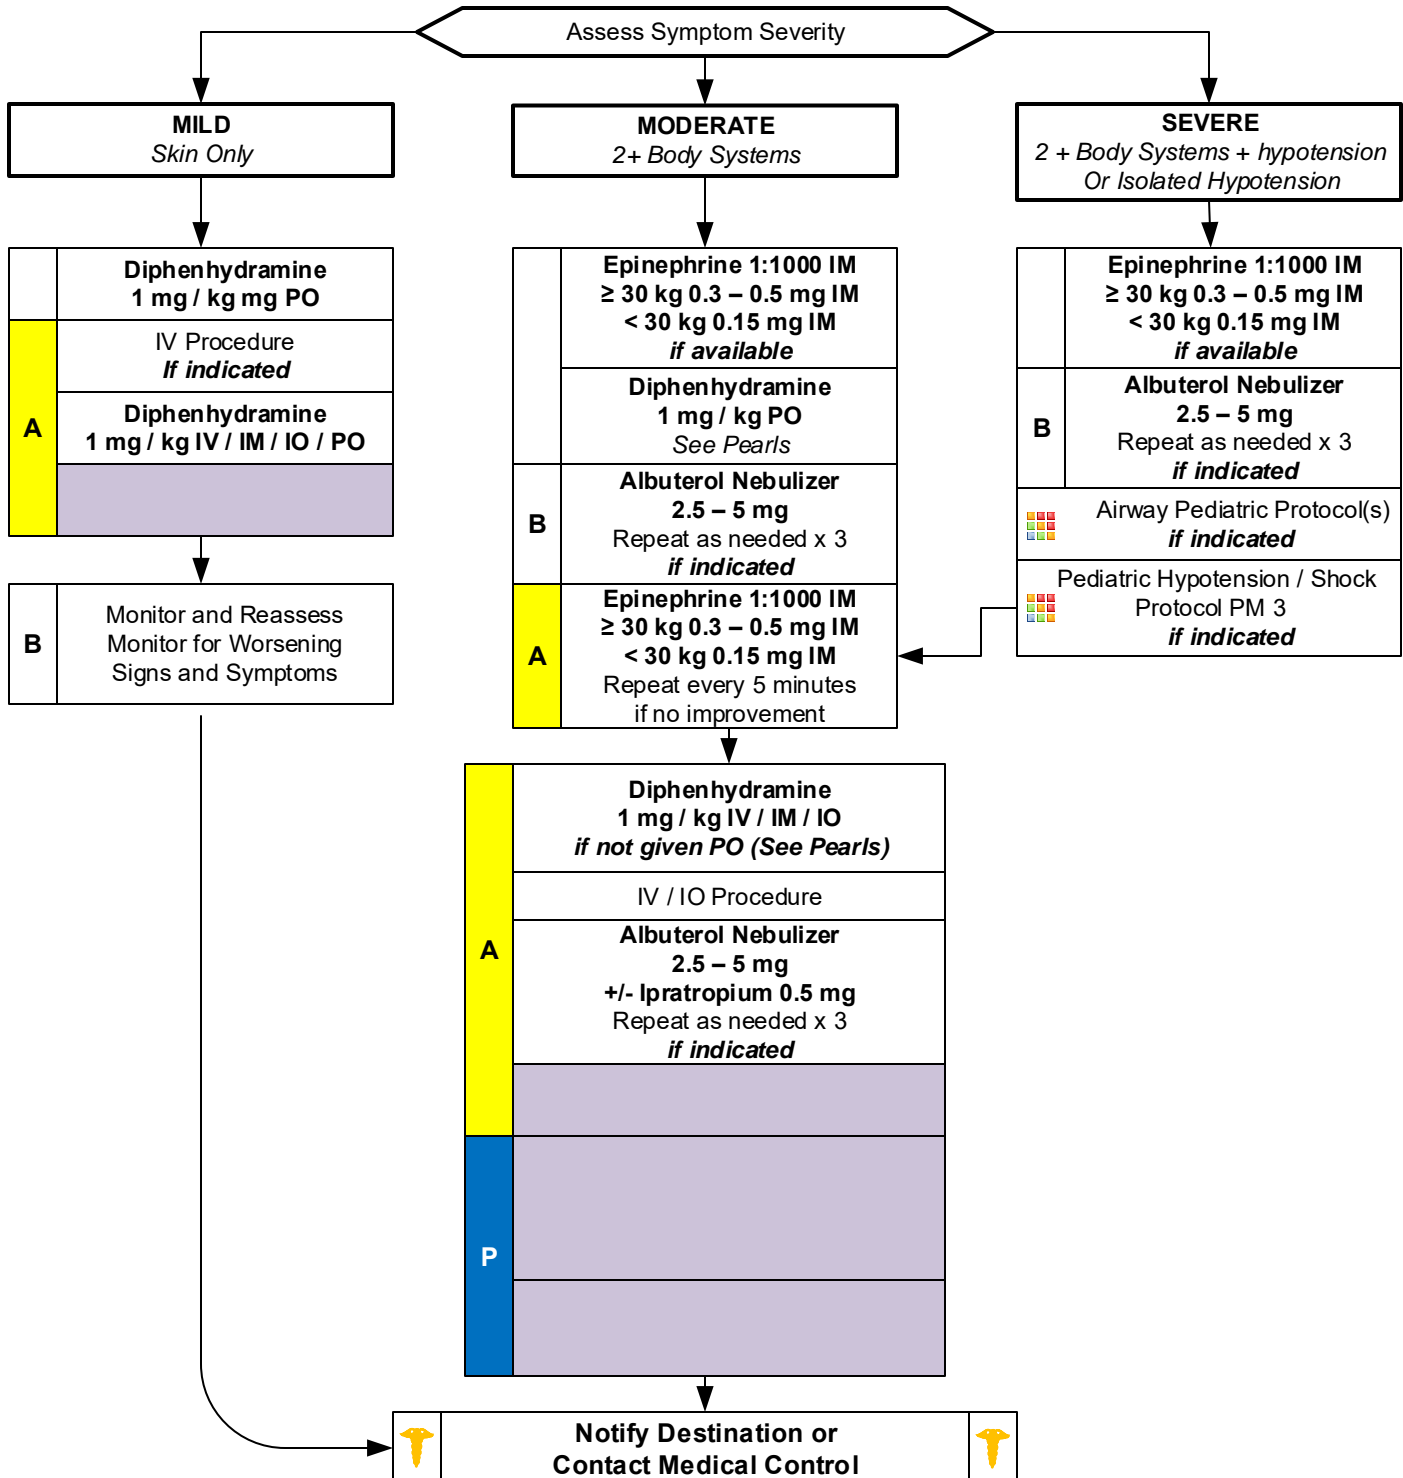 Assess Symptom Severity
MILD
Skin Only
Diphenhydramine
1 mg / kg mg PO
A
IV Procedure
If indicated
Diphenhydramine
1 mg / kg IV / IM / IO / PO
B
Monitor and Reassess
Monitor for Worsening
Signs and Symptoms
MODERATE
2+ Body Systems
Epinephrine 1:1000 IM
≥ 30 kg 0.3 – 0.5 mg IM
< 30 kg 0.15 mg IM
if available
Diphenhydramine
1 mg / kg PO
See Pearls
B
Albuterol Nebulizer
2.5 – 5 mg
Repeat as needed x 3
if indicated
A
Epinephrine 1:1000 IM
≥ 30 kg 0.3 – 0.5 mg IM
< 30 kg 0.15 mg IM
Repeat every 5 minutes
if no improvement
SEVERE
2 + Body Systems + hypotension
Or Isolated Hypotension
Epinephrine 1:1000 IM
≥ 30 kg 0.3 – 0.5 mg IM
< 30 kg 0.15 mg IM
if available
B
Albuterol Nebulizer
2.5 – 5 mg
Repeat as needed x 3
if indicated
Airway Pediatric Protocol(s)
if indicated
Pediatric Hypotension / Shock
Protocol PM 3
if indicated
A
Diphenhydramine
1 mg / kg IV / IM / IO
if not given PO (See Pearls)
IV / IO Procedure
Albuterol Nebulizer
2.5 – 5 mg
+/- Ipratropium 0.5 mg
Repeat as needed x 3
if indicated
P
Notify Destination or
Contact Medical Control